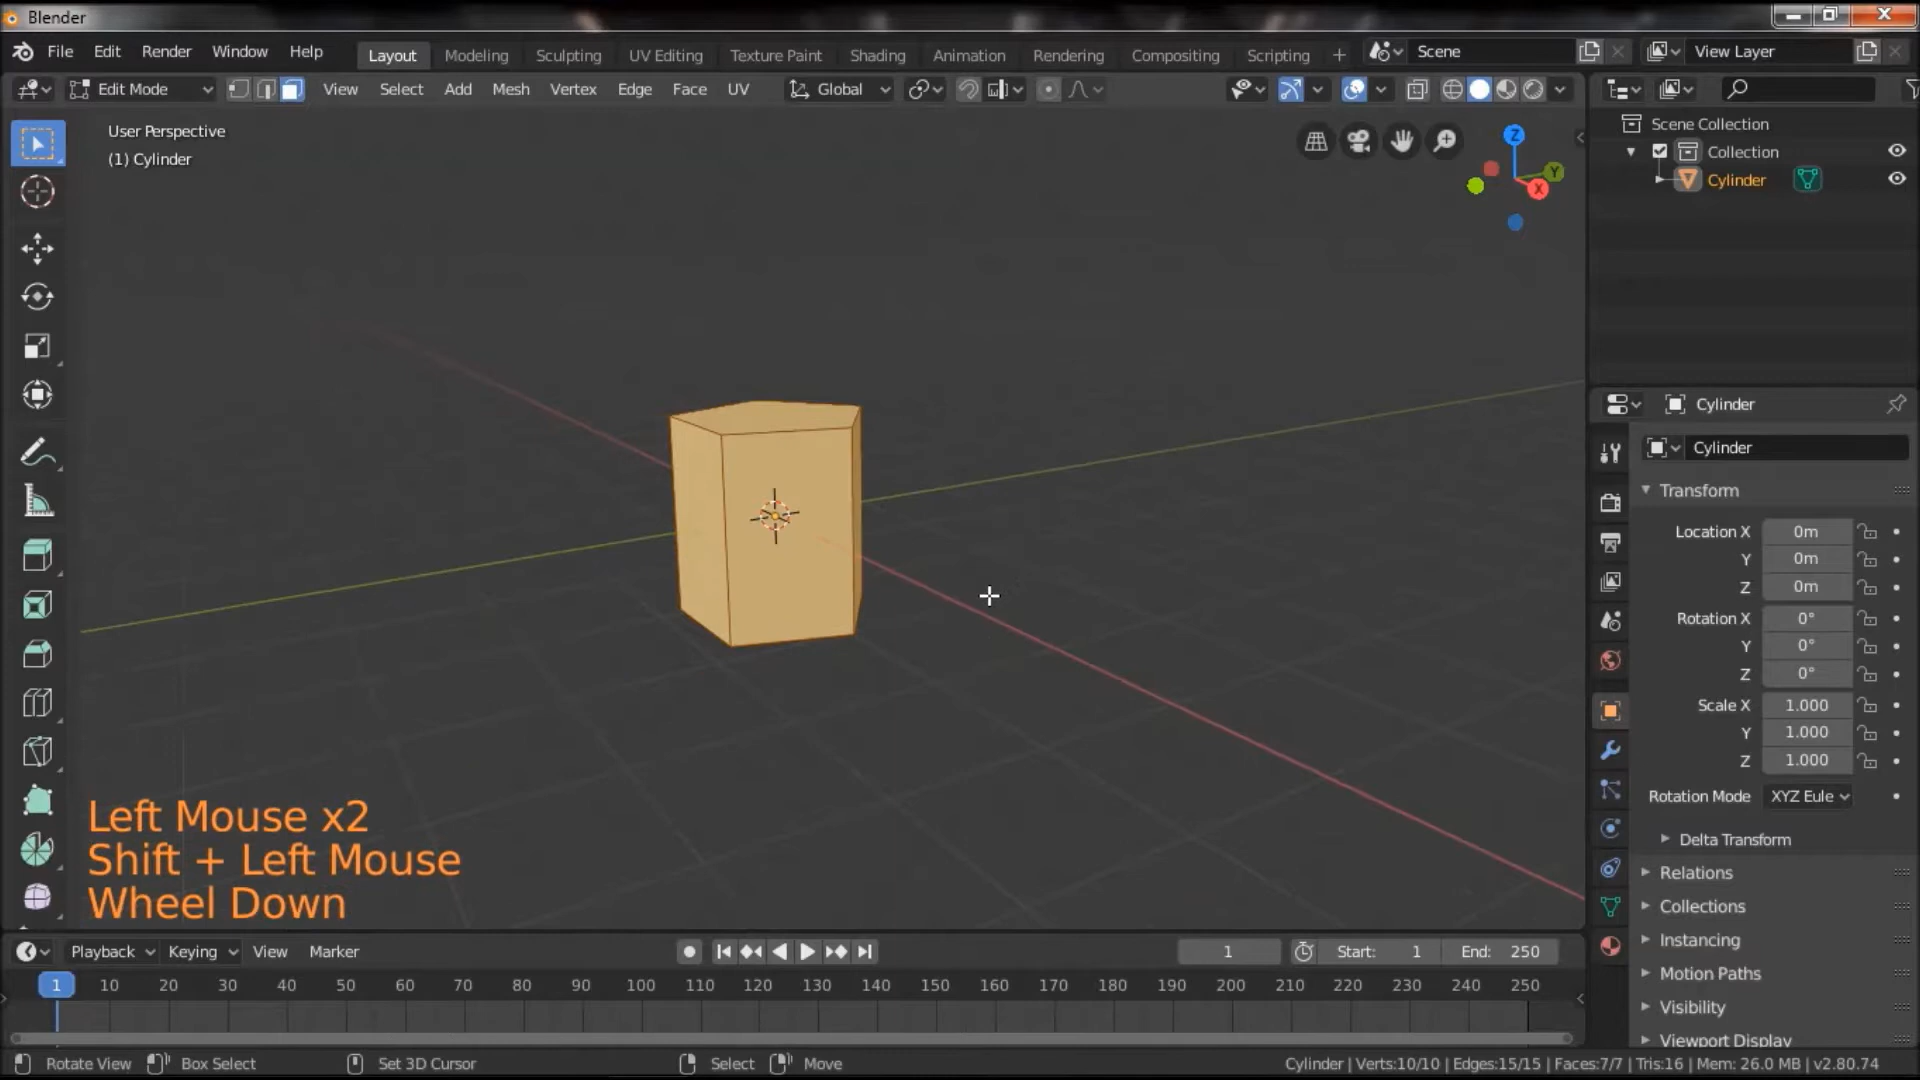 Blender
File Edit Render Window Help Layout Modeling Sculpting UV Editing Texture Paint Shading Animation Rendering Compositing Scripting + Scene View Layer
Edit Mode View Select Add Mesh Vertex Edge Face UV Global
User Perspective
(1) Cylinder
Z
Y
X
Scene Collection
Collection
Cylinder
Cylinder
Cylinder
Transform
Location X 0m
Y 0m
Z 0m
Rotation X 0°
Y 0°
Z 0°
Scale X 1.000
Y 1.000
Z 1.000
Rotation Mode XYZ Eule
Delta Transform
Relations
Collections
Instancing
Motion Paths
Visibility
Viewport Display
Left Mouse x2
Shift + Left Mouse
Wheel Down
Playback Keying View Marker 1 Start: 1 End: 250
1 10 20 30 40 50 60 70 80 90 100 110 120 130 140 150 160 170 180 190 200 210 220 230 240 250
Rotate View Box Select Set 3D Cursor Select Move Cylinder | Verts:10/10 | Edges:15/15 | Faces:7/7 | Tris:16 | Mem: 26.0 MB | v2.80.74